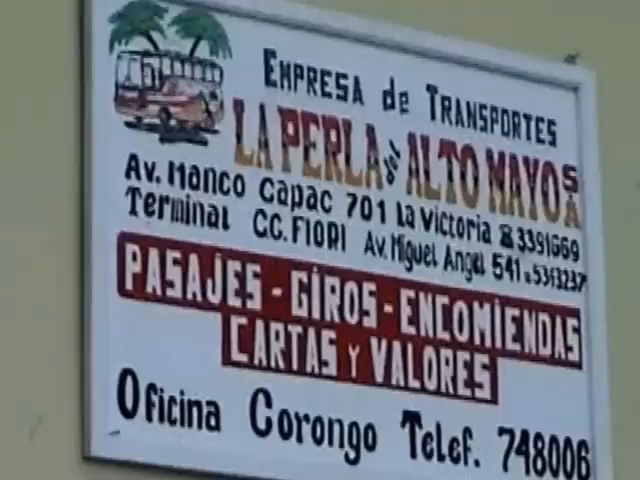 EMPRESA de TRANSPORTES
LA PERLA del ALTO MAYO S.A
Av. Manco Capac 701 La Victoria ☎ 3391669
Terminal CC. FIORI Av. Miguel Angel 541 ☎ 5313237
PASAJES - GIROS - ENCOMIENDAS
CARTAS Y VALORES
Oficina Corongo Telef. 748006